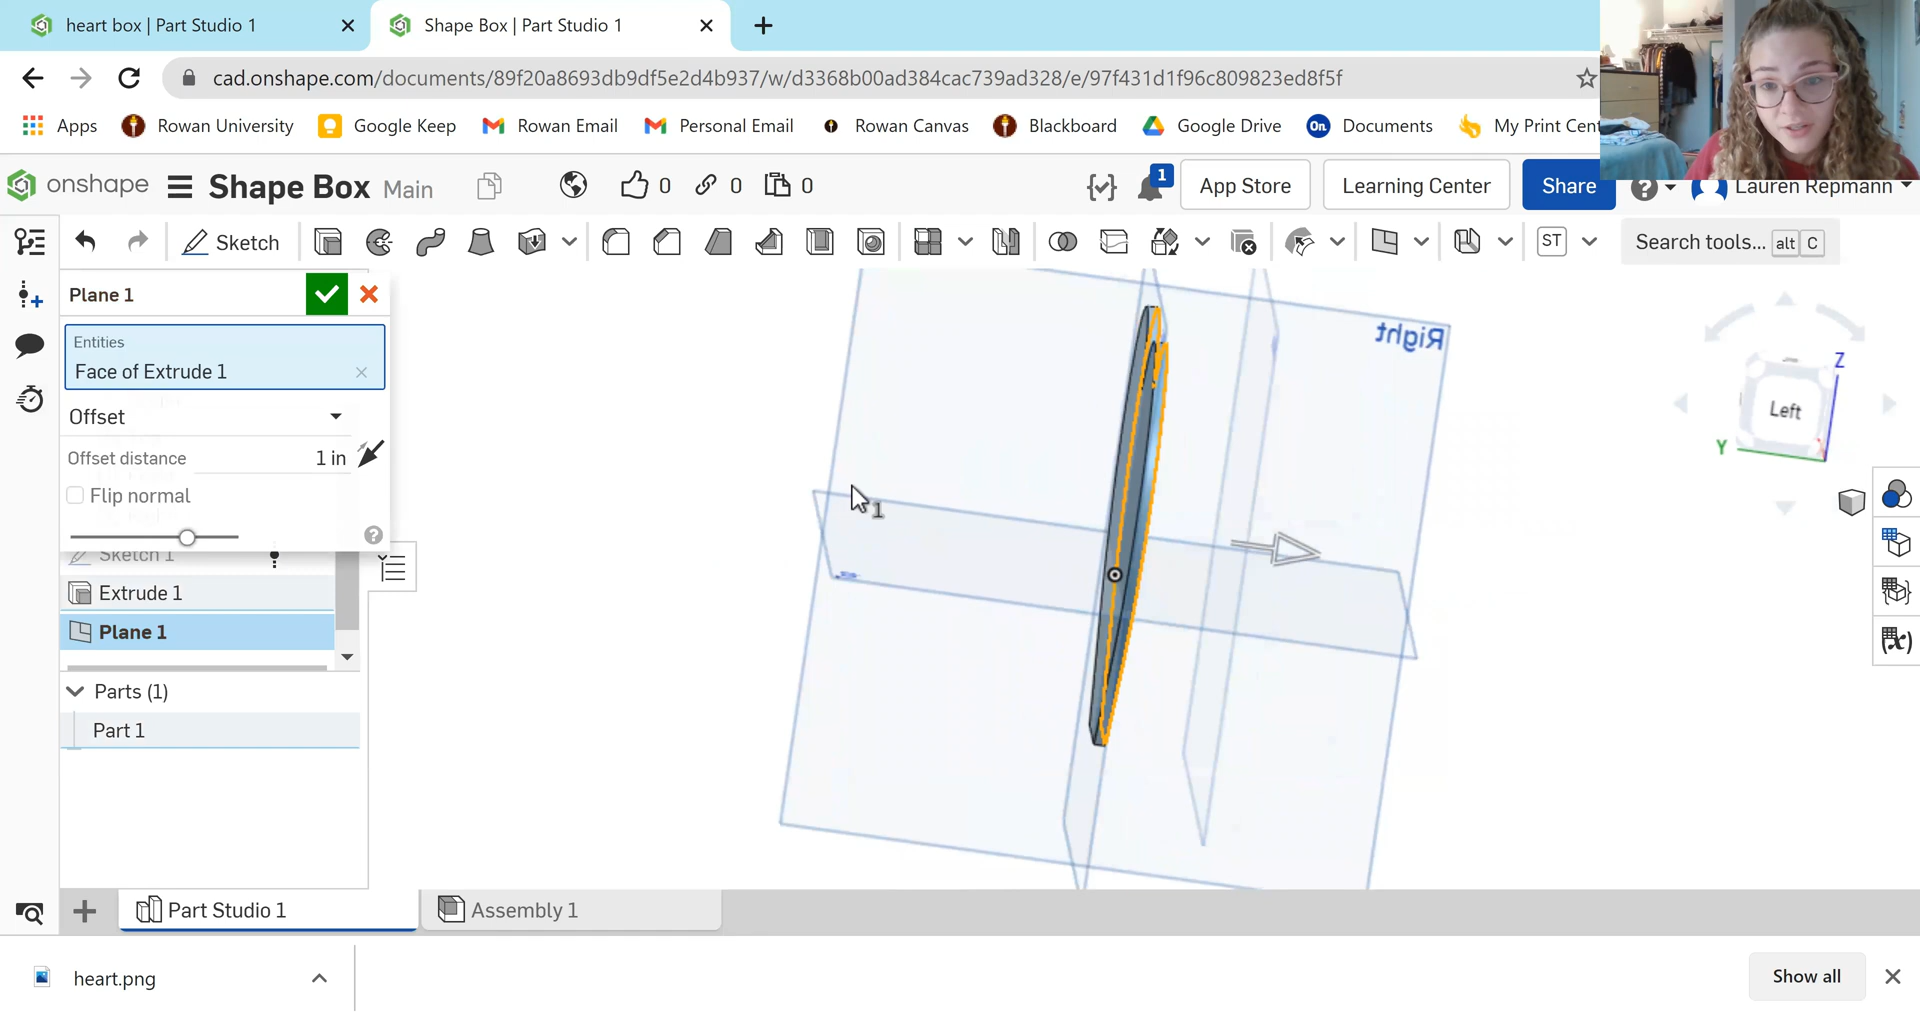 heart box | Part Studio 1
Shape Box | Part Studio 1
cad.onshape.com/documents/89f20a8693db9df5e2d4b937/w/d3368b00ad384cac739ad328/e/97f431d1f96c809823ed8f5f
Apps
Rowan University
Google Keep
Rowan Email
Personal Email
Rowan Canvas
Blackboard
Google Drive
On
Documents
My Print Cent
onshape
Shape Box Main
0
0
0
1
App Store
Learning Center
Share
Lauren Repmann
Sketch
ST
Search tools... alt C
Plane 1
Entities
Face of Extrude 1
Offset
Offset distance 1 in
Flip normal
Sketch 1
Extrude 1
Plane 1
Parts (1)
Part 1
Right
1
Z
Left
Y
(x)
Part Studio 1
Assembly 1
heart.png
Show all